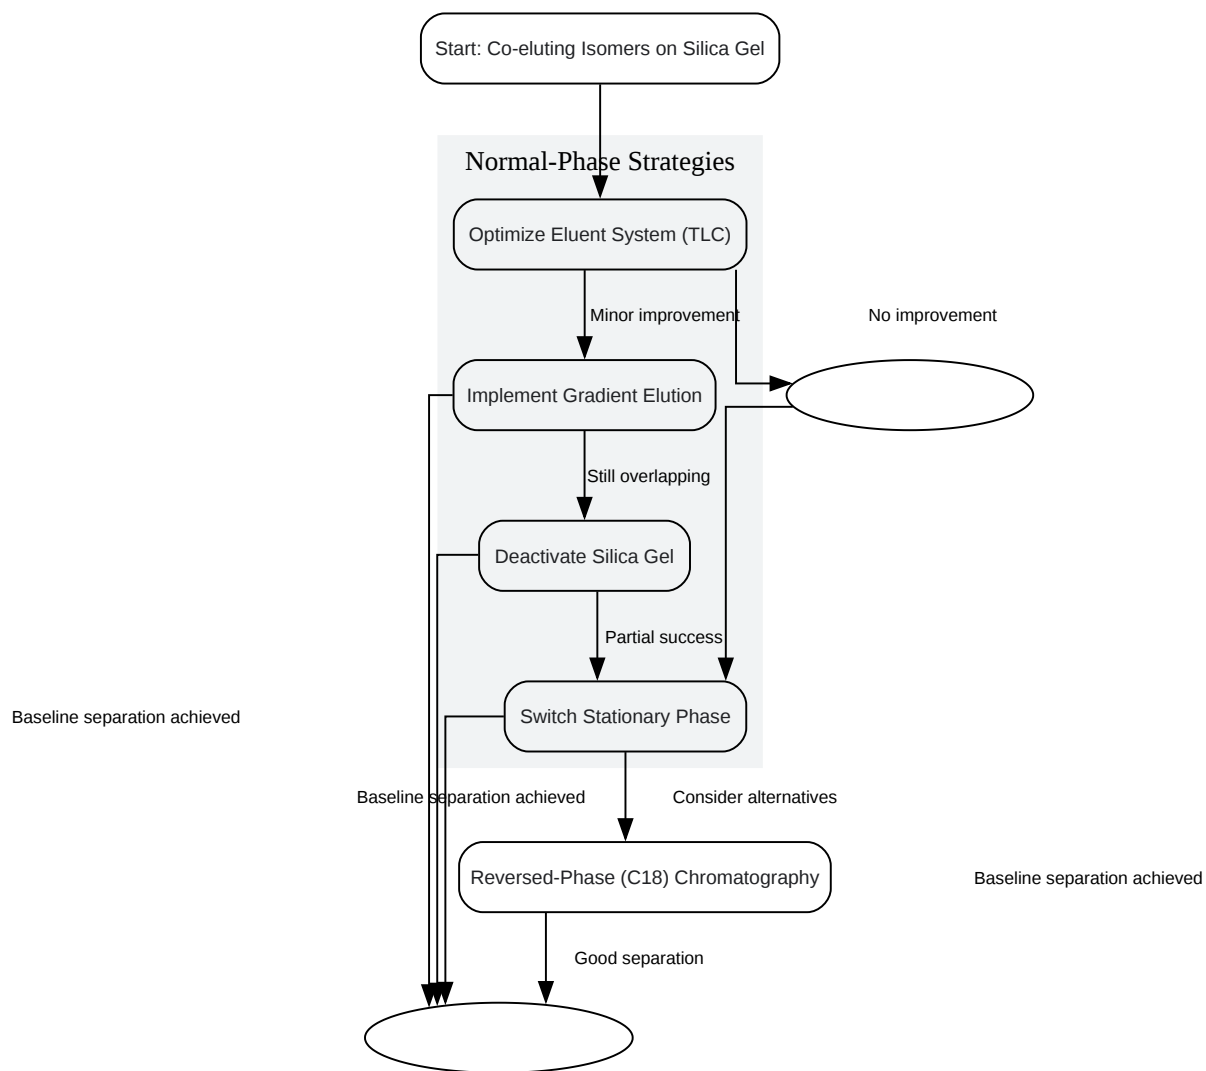 Start: Co-eluting Isomers on Silica Gel
Normal-Phase Strategies
Optimize Eluent System (TLC)
Minor improvement
No improvement
Implement Gradient Elution
Still overlapping
Deactivate Silica Gel
Partial success
Switch Stationary Phase
Baseline separation achieved
Baseline separation achieved
Consider alternatives
Reversed-Phase (C18) Chromatography
Baseline separation achieved
Good separation